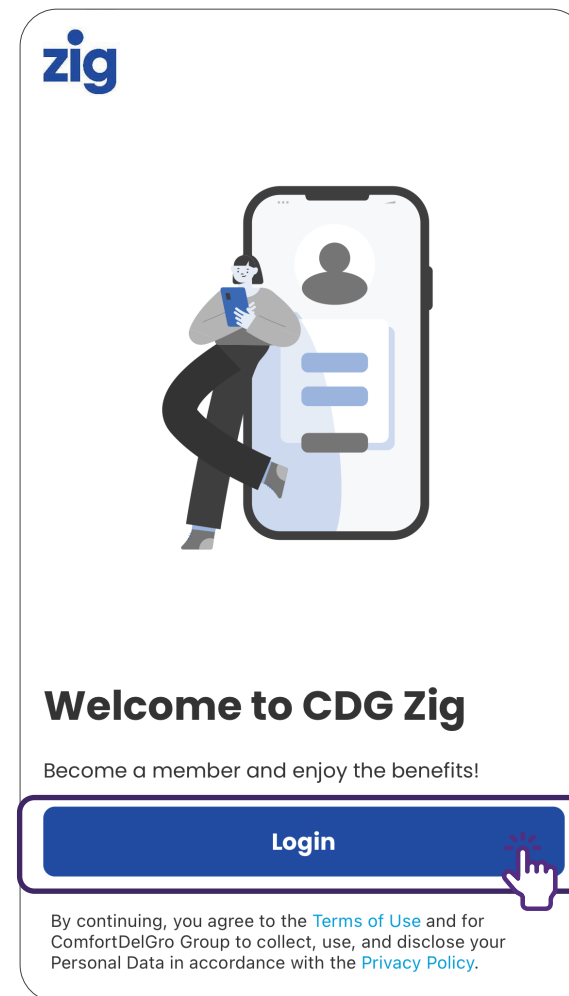 zig
Welcome to CDG Zig
Become a member and enjoy the benefits!
Login
By continuing, you agree to the Terms of Use and for
ComfortDelGro Group to collect, use, and disclose your
Personal Data in accordance with the Privacy Policy.